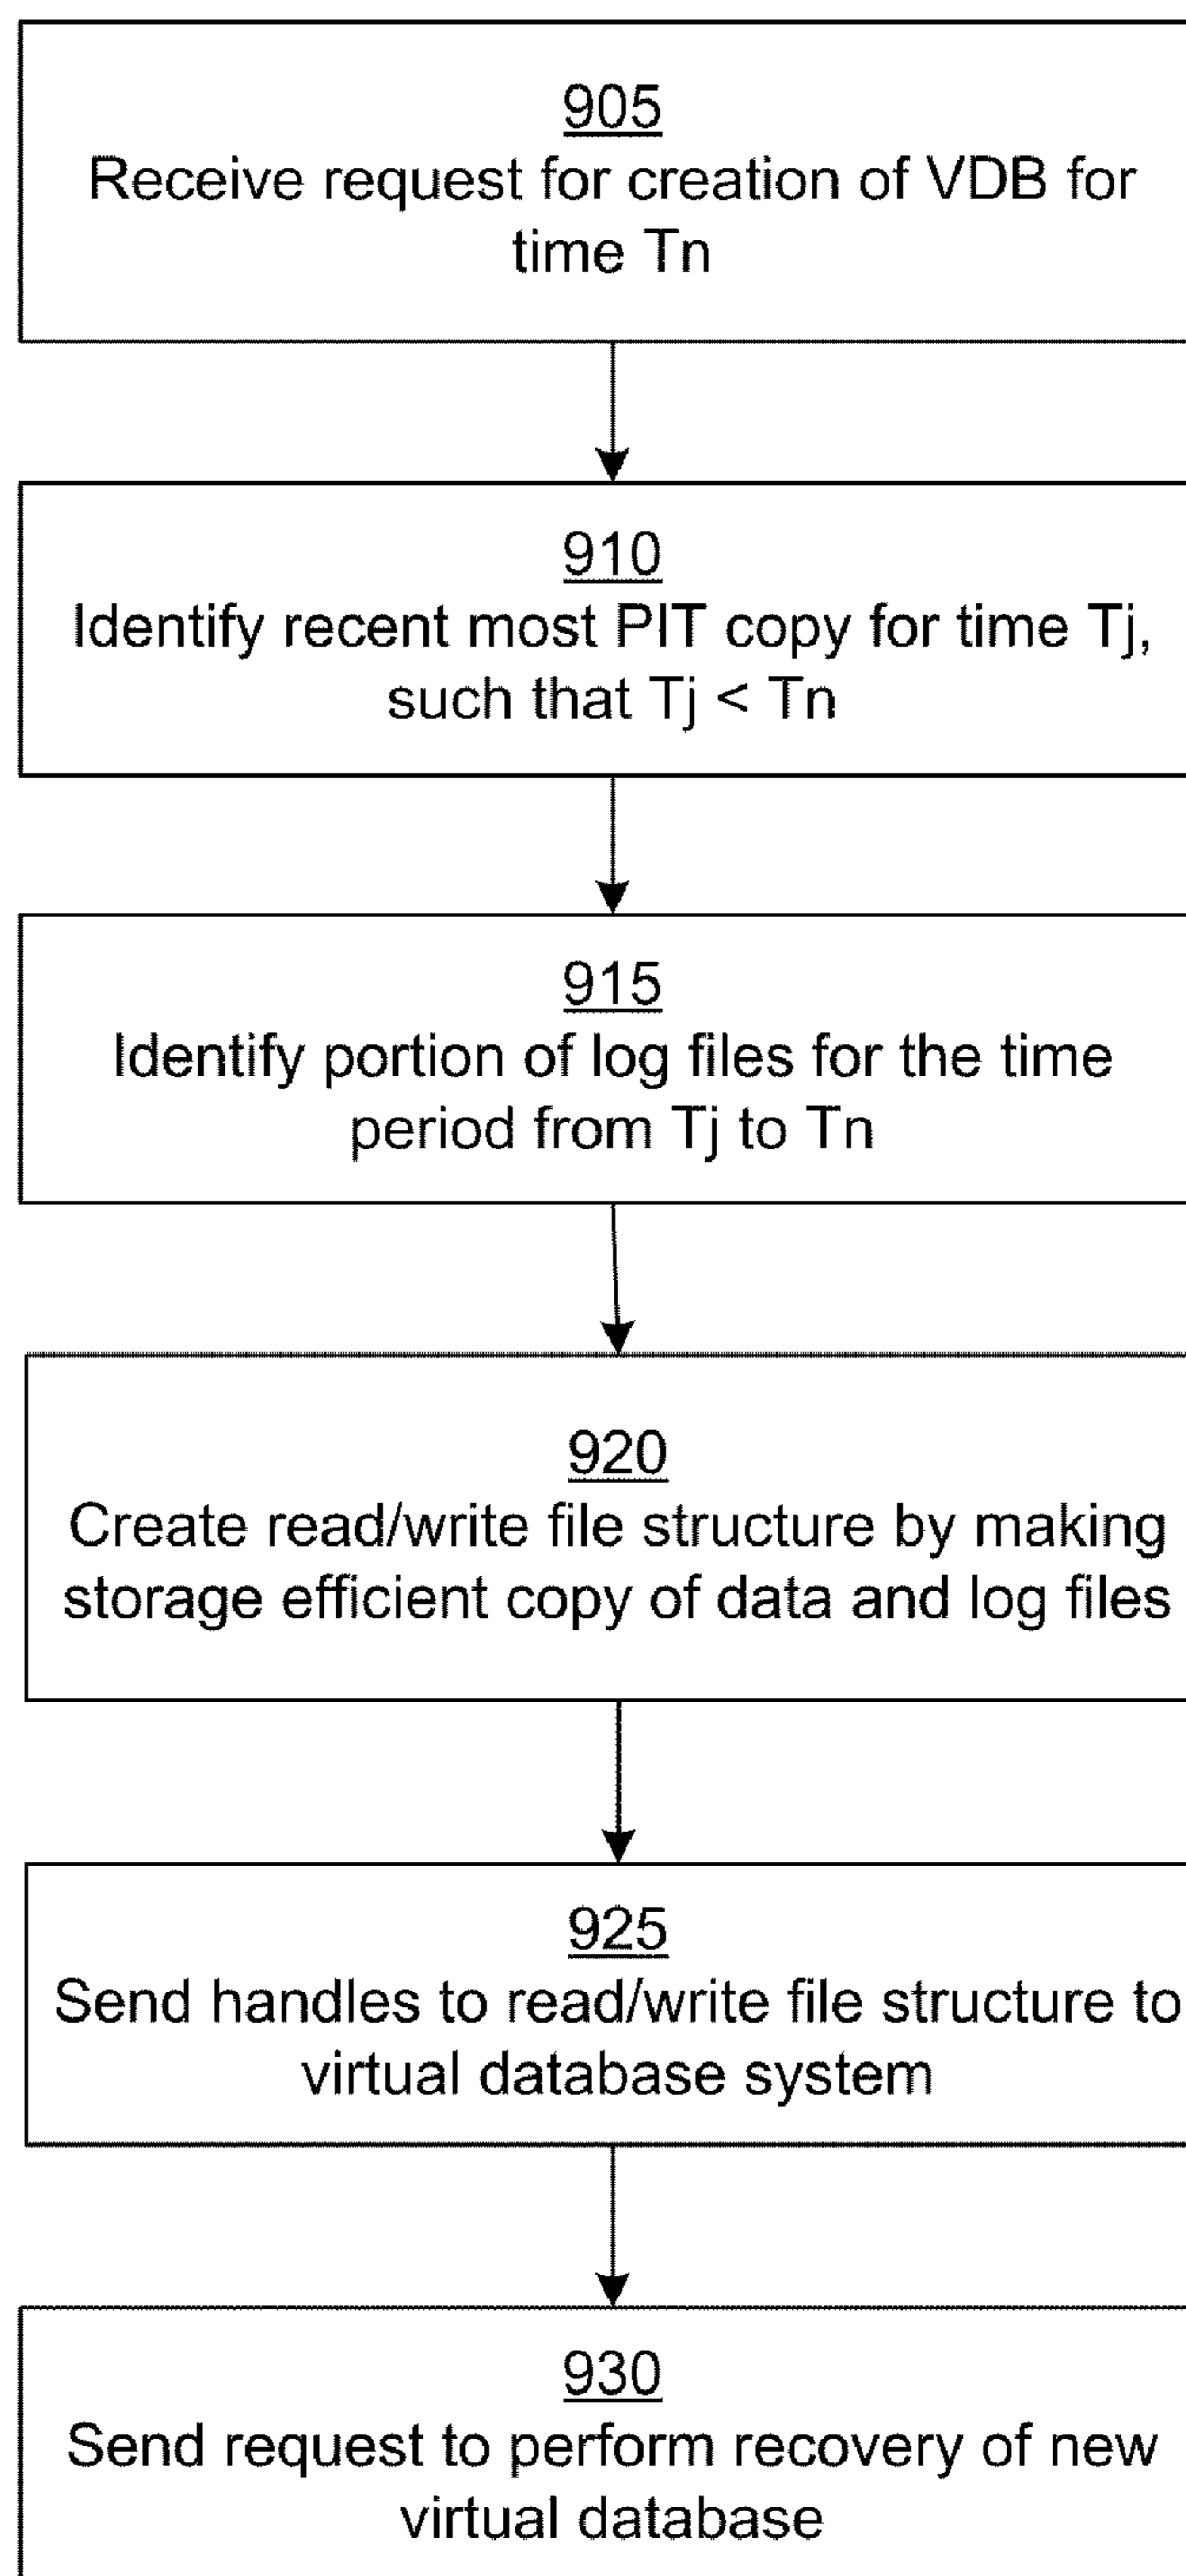 905
Receive request for creation of VDB for
time Tn
910
Identify recent most PIT copy for time Tj,
such that Tj < Tn
915
Identify portion of log files for the time
period from Tj to Tn
920
Create read/write file structure by making
storage efficient copy of data and log files
925
Send handles to read/write file structure to
virtual database system
930
Send request to perform recovery of new
virtual database